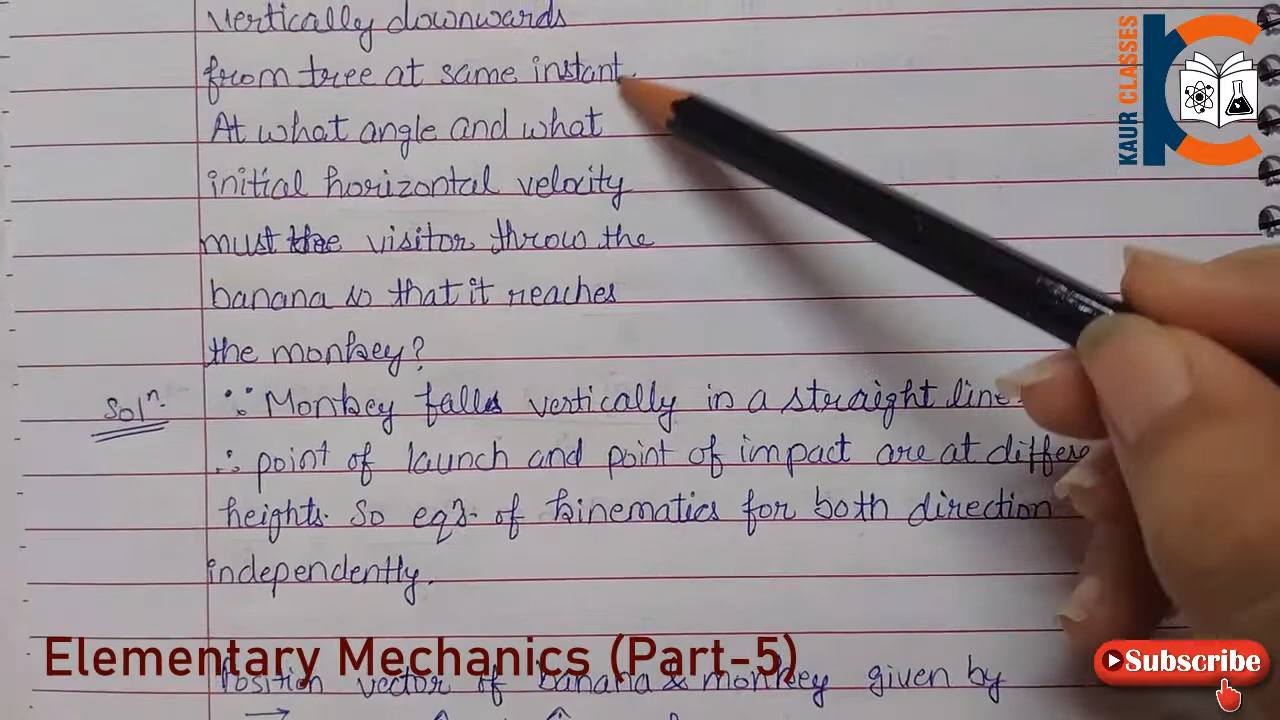 vertically downwards
from tree at same instant.
At what angle and what
initial horizontal velocity
must the visitor throw the
banana so that it reaches
the monkey?
Soln. ∵ Monkey falls vertically in a straight line
∴ point of launch and point of impact are at differe
heights. So eqs. of kinematics for both direction
independently.
Elementary Mechanics (Part-5)
Position vector of banana & monkey given by
KAUR CLASSES
Subscribe